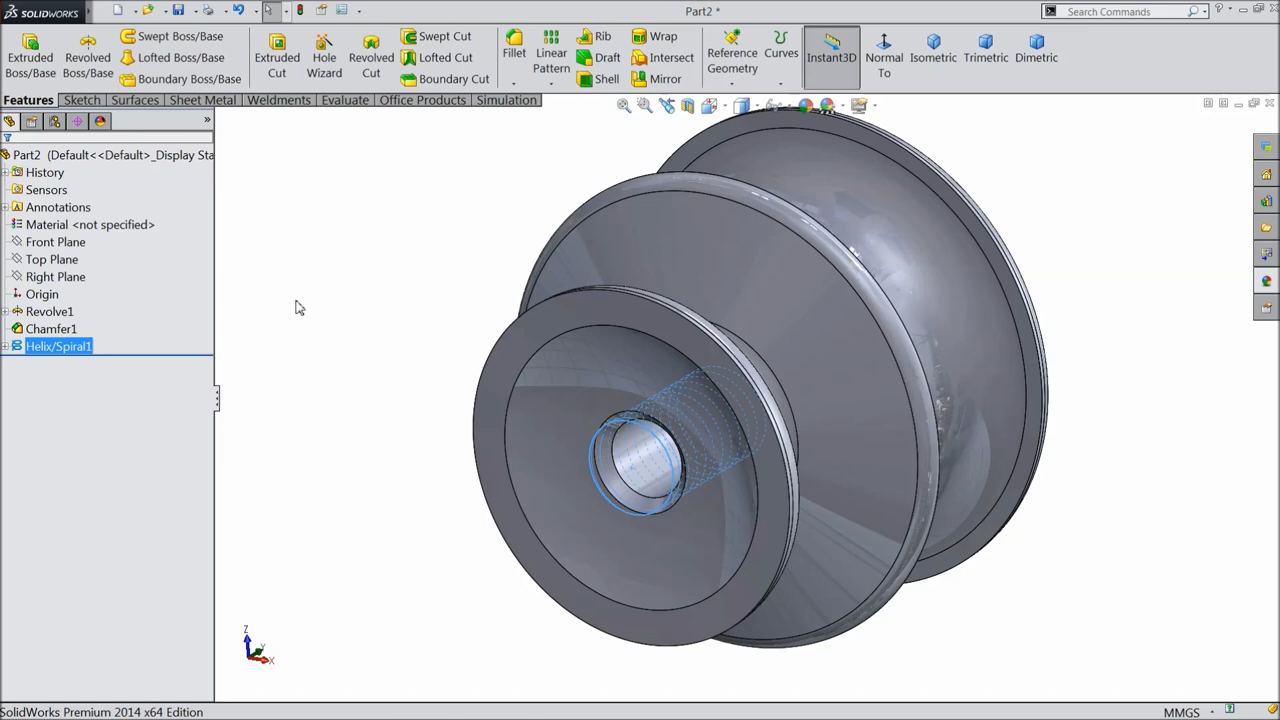 SOLIDWORKS
Part2 *
Search Commands
Extruded Boss/Base
Revolved Boss/Base
Swept Boss/Base
Lofted Boss/Base
Boundary Boss/Base
Extruded Cut
Hole Wizard
Revolved Cut
Swept Cut
Lofted Cut
Boundary Cut
Fillet
Linear Pattern
Rib
Draft
Shell
Wrap
Intersect
Mirror
Reference Geometry
Curves
Instant3D
Normal To
Isometric
Trimetric
Dimetric
Features Sketch Surfaces Sheet Metal Weldments Evaluate Office Products Simulation
Part2 (Default<<Default>_Display Sta
History
Sensors
Annotations
Material <not specified>
Front Plane
Top Plane
Right Plane
Origin
Revolve1
Chamfer1
Helix/Spiral1
Z
Y
X
SolidWorks Premium 2014 x64 Edition
MMGS